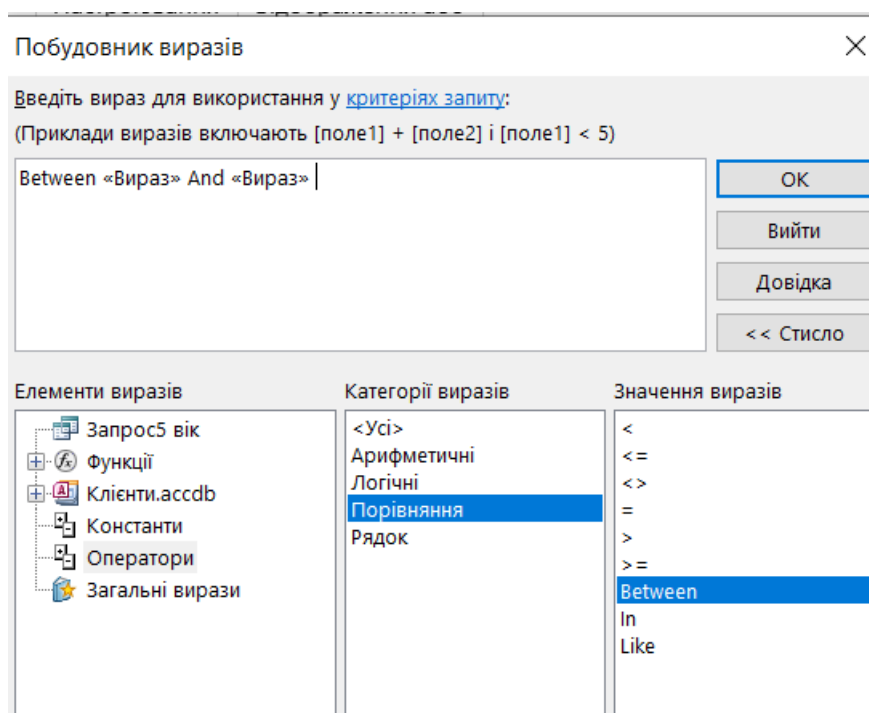 Побудовник виразів
Введіть вираз для використання у критеріях запиту:
(Приклади виразів включають [поле1] + [поле2] і [поле1] < 5)
Between «Вираз» And «Вираз»
OK
Вийти
Довідка
<< Стисло
Елементи виразів
Категорії виразів
Значення виразів
Запрос5 вік
Функції
Клієнти.accdb
Константи
Оператори
Загальні вирази
<Усі>
Арифметичні
Логічні
Порівняння
Рядок
<
<=
<>
=
>
>=
Between
In
Like